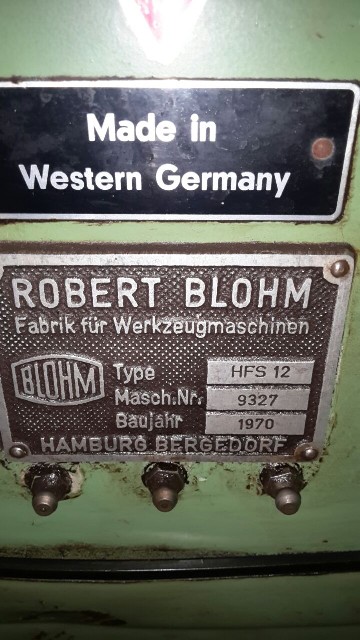 Made in
Western Germany
ROBERT BLOHM
Fabrik für Werkzeugmaschinen
BLOHM
Type HFS 12
Masch.Nr. 9327
Baujahr 1970
HAMBURG BERGEDORF